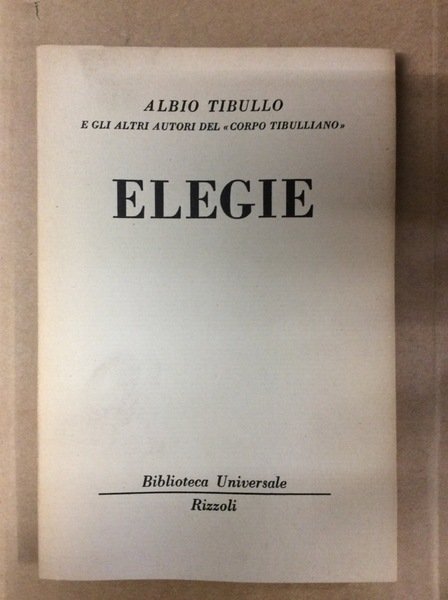 ALBIO TIBULLO
E GLI ALTRI AUTORI DEL «CORPO TIBULLIANO»
ELEGIE
Biblioteca Universale
Rizzoli